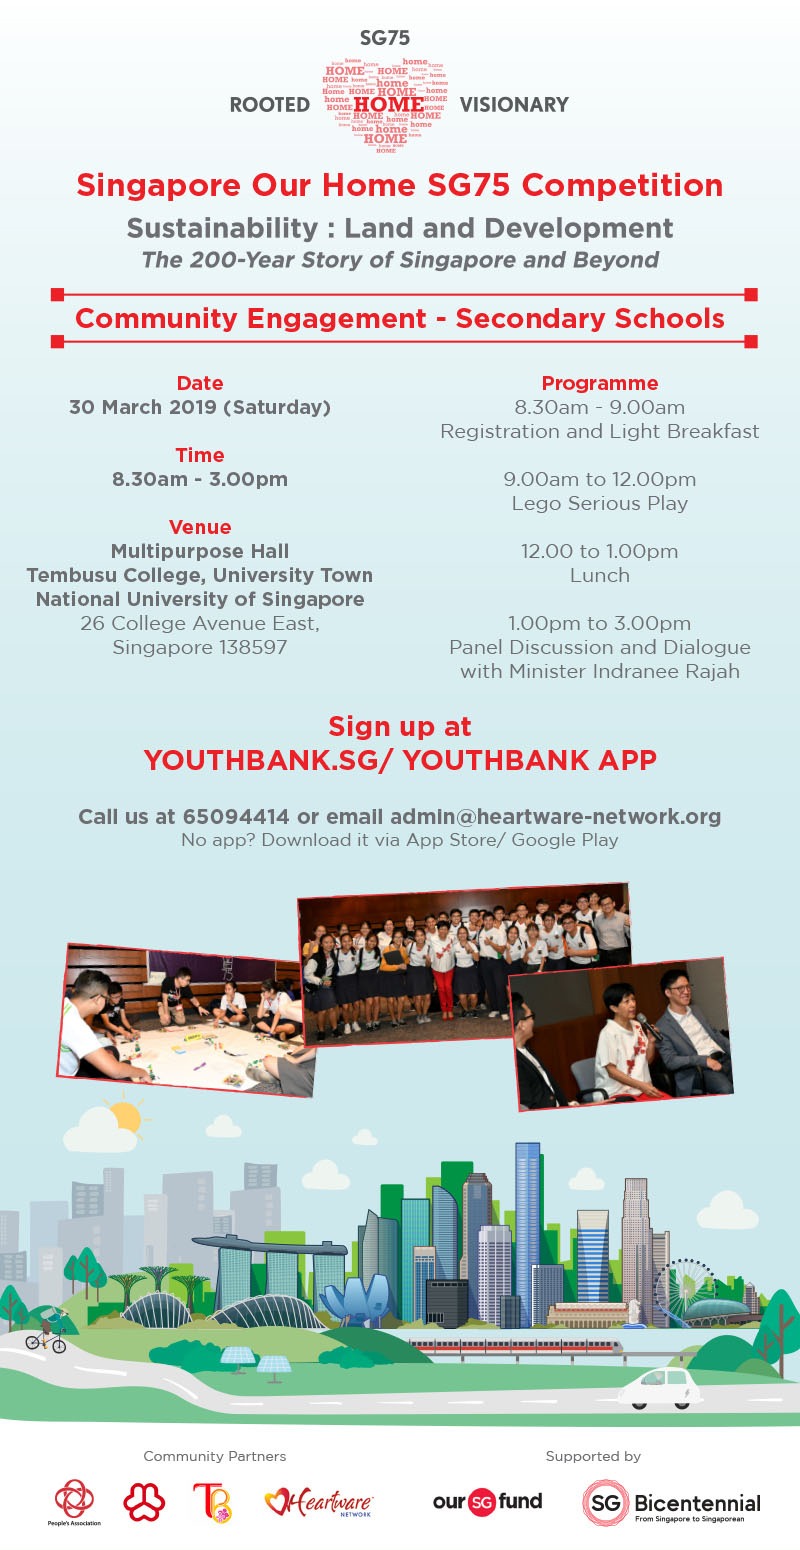 SG75
ROOTED
HOME
VISIONARY
Singapore Our Home SG75 Competition
Sustainability : Land and Development
The 200-Year Story of Singapore and Beyond
Community Engagement - Secondary Schools
Date
30 March 2019 (Saturday)
Time
8.30am - 3.00pm
Venue
Multipurpose Hall
Tembusu College, University Town
National University of Singapore
26 College Avenue East,
Singapore 138597
Programme
8.30am - 9.00am
Registration and Light Breakfast
9.00am to 12.00pm
Lego Serious Play
12.00 to 1.00pm
Lunch
1.00pm to 3.00pm
Panel Discussion and Dialogue
with Minister Indranee Rajah
Sign up at
YOUTHBANK.SG/ YOUTHBANK APP
Call us at 65094414 or email admin@heartware-network.org
No app? Download it via App Store/ Google Play
Community Partners
People's Association
TB
Heartware
NETWORK
Supported by
our SG fund
SG Bicentennial
From Singapore to Singaporean